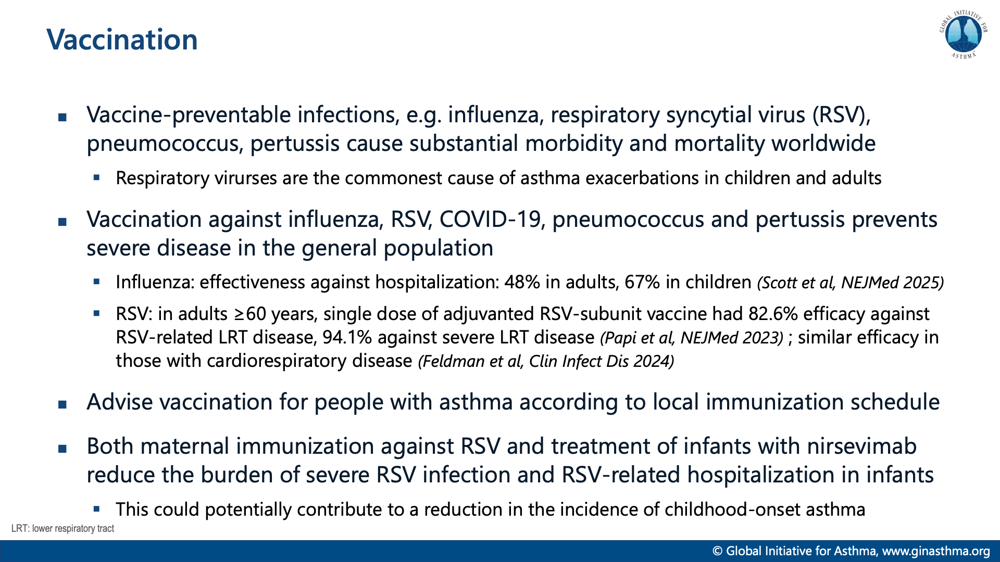 Vaccination
GLOBAL INITIATIVE FOR
ASTHMA
Vaccine-preventable infections, e.g. influenza, respiratory syncytial virus (RSV),
pneumococcus, pertussis cause substantial morbidity and mortality worldwide
Respiratory virurses are the commonest cause of asthma exacerbations in children and adults
Vaccination against influenza, RSV, COVID-19, pneumococcus and pertussis prevents
severe disease in the general population
Influenza: effectiveness against hospitalization: 48% in adults, 67% in children (Scott et al, NEJMed 2025)
RSV: in adults ≥60 years, single dose of adjuvanted RSV-subunit vaccine had 82.6% efficacy against
RSV-related LRT disease, 94.1% against severe LRT disease (Papi et al, NEJMed 2023) ; similar efficacy in
those with cardiorespiratory disease (Feldman et al, Clin Infect Dis 2024)
Advise vaccination for people with asthma according to local immunization schedule
Both maternal immunization against RSV and treatment of infants with nirsevimab
reduce the burden of severe RSV infection and RSV-related hospitalization in infants
This could potentially contribute to a reduction in the incidence of childhood-onset asthma
LRT: lower respiratory tract
© Global Initiative for Asthma, www.ginasthma.org